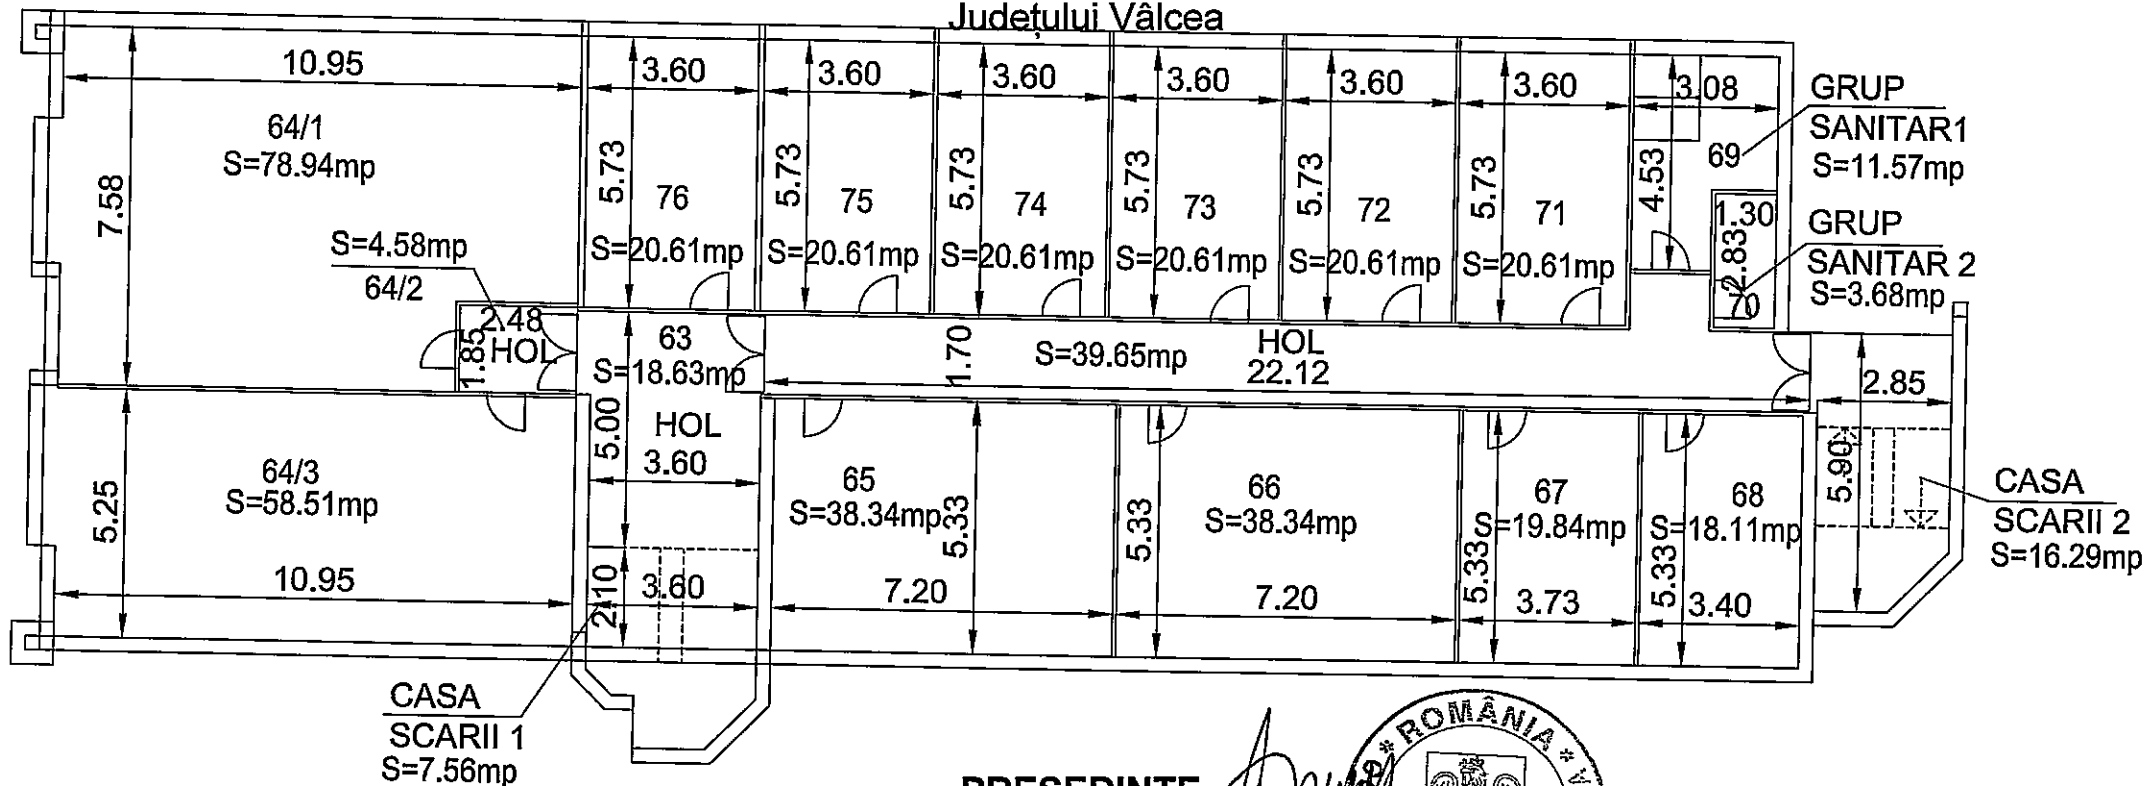 Județului Vâlcea
10.95
3.60
3.60
3.60
3.60
3.60
3.60
3.08
GRUP
SANITAR1
S=11.57mp
64/1
S=78.94mp
7.58
5.73
5.73
5.73
5.73
5.73
5.73
4.53
69
76
75
74
73
72
71
S=20.61mp
S=20.61mp
S=20.61mp
S=20.61mp
S=20.61mp
S=20.61mp
1.30
2.83
70
GRUP
SANITAR 2
S=3.68mp
S=4.58mp
64/2
2.48
HOL
1.85
63
S=18.63mp
1.70
S=39.65mp
HOL
22.12
2.85
5.00
HOL
3.60
64/3
S=58.51mp
5.25
10.95
65
S=38.34mp
5.33
7.20
66
S=38.34mp
5.33
7.20
67
S=19.84mp
5.33
3.73
68
S=18.11mp
5.33
3.40
5.90
CASA
SCARII 2
S=16.29mp
2.10
3.60
CASA
SCARII 1
S=7.56mp
PREȘEDINTE
* ROMÂNIA *